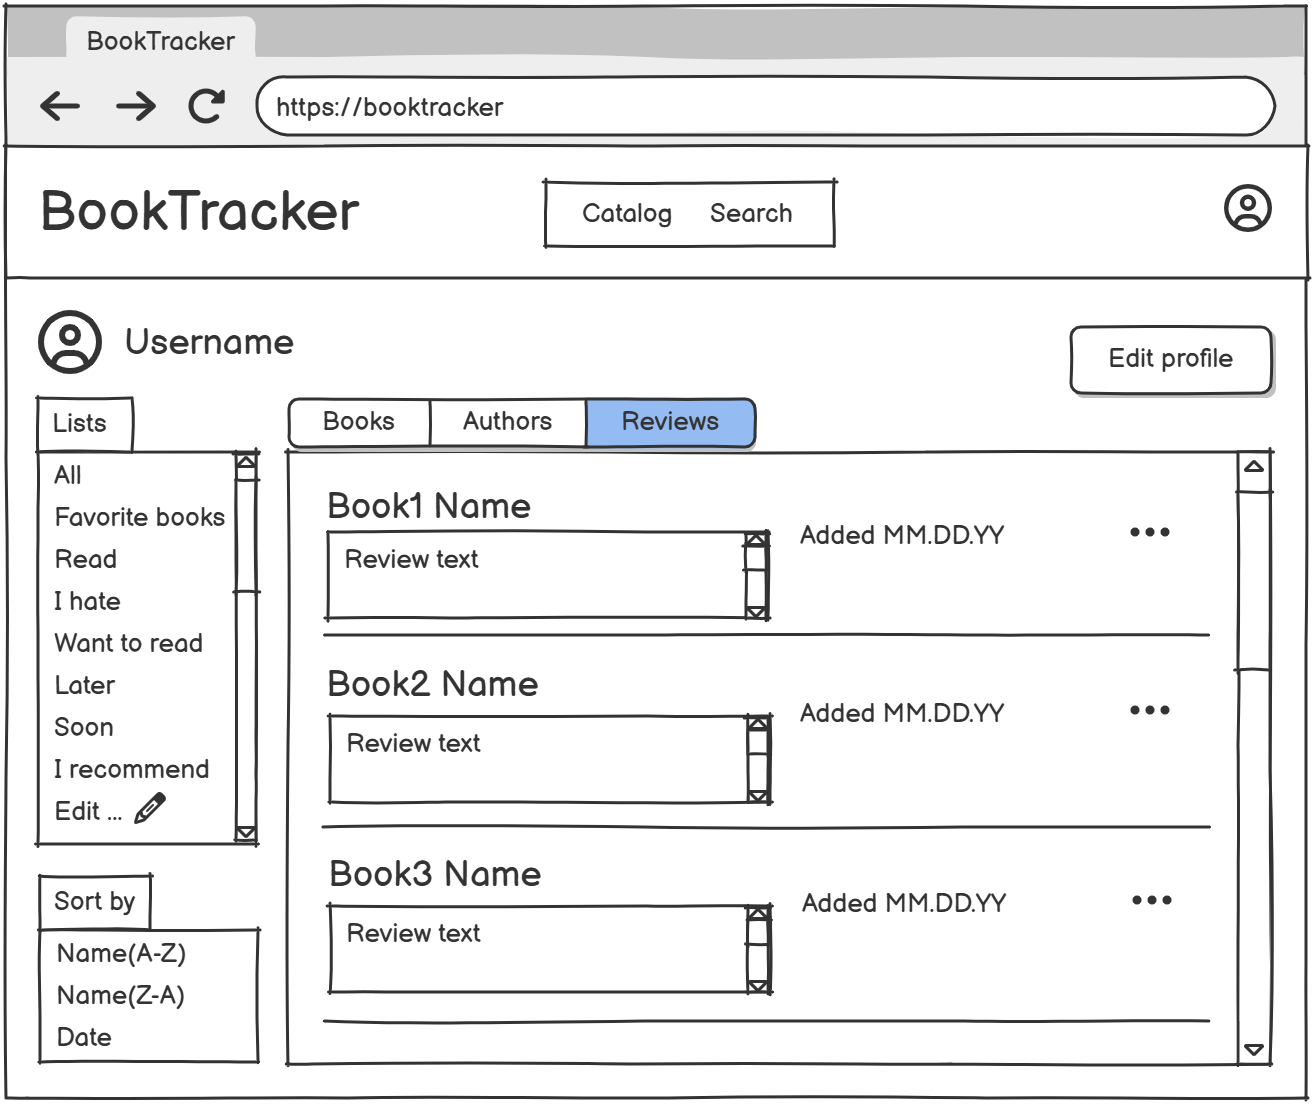 BookTracker
https://booktracker
BookTracker
Catalog Search
Username
Edit profile
Lists
Books Authors Reviews
All
Favorite books
Read
I hate
Want to read
Later
Soon
I recommend
Edit ...
Sort by
Name(A-Z)
Name(Z-A)
Date
Book1 Name
Review text
Added MM.DD.YY
Book2 Name
Review text
Added MM.DD.YY
Book3 Name
Review text
Added MM.DD.YY